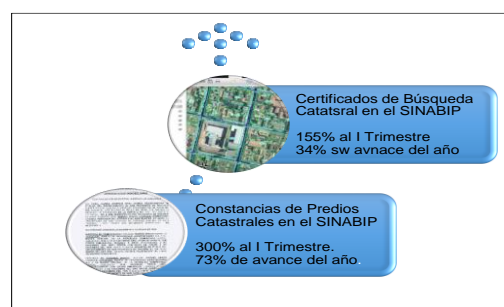 Certificados de Búsqueda
Catatsral en el SINABIP
155% al I Trimestre
34% sw avnace del año
Constancias de Predios
Catastrales en el SINABIP
300% al I Trimestre.
73% de avance del año.